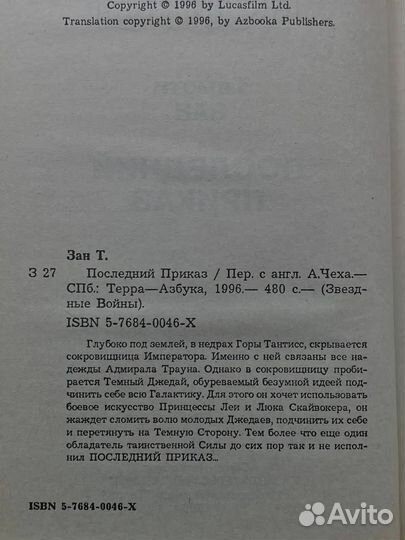 Copyright © 1996 by Lucasfilm Ltd.
Translation copyright © 1996, by Azbooka Publishers.
Зан Т.
З 27 Последний Приказ / Пер. с англ. А.Чеха.—
СПб.: Терра—Азбука, 1996.— 480 с.— (Звезд-
ные Войны).
ISBN 5-7684-0046-X
Глубоко под землей, в недрах Горы Тантисс, скрывается
сокровищница Императора. Именно с ней связаны все на-
дежды Адмирала Трауна. Однако в сокровищницу пробира-
ется Темный Джедай, обуреваемый безумной идеей под-
чинить себе всю Галактику. Для этого он хочет использовать
боевое искусство Принцессы Леи и Люка Скайвокера, он
жаждет сломить волю молодых Джедаев, подчинить их себе
и перетянуть на Темную Сторону. Тем более что еще один
обладатель таинственной Силы до сих пор так и не испол-
нил ПОСЛЕДНИЙ ПРИКАЗ...
ISBN 5-7684-0046-X
Avito